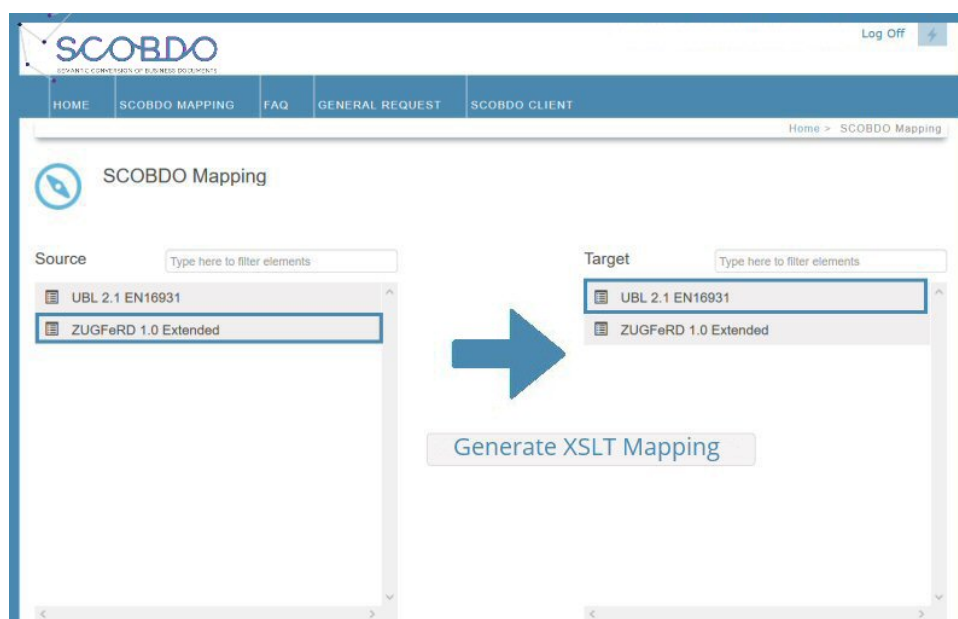 Log Off
SCOBDO
SEMANTIC CONVERSION OF BUSINESS DOCUMENTS
HOME SCOBDO MAPPING FAQ GENERAL REQUEST SCOBDO CLIENT
Home > SCOBDO Mapping
SCOBDO Mapping
Source Type here to filter elements Target Type here to filter elements
UBL 2.1 EN16931 UBL 2.1 EN16931
ZUGFeRD 1.0 Extended ZUGFeRD 1.0 Extended
Generate XSLT Mapping